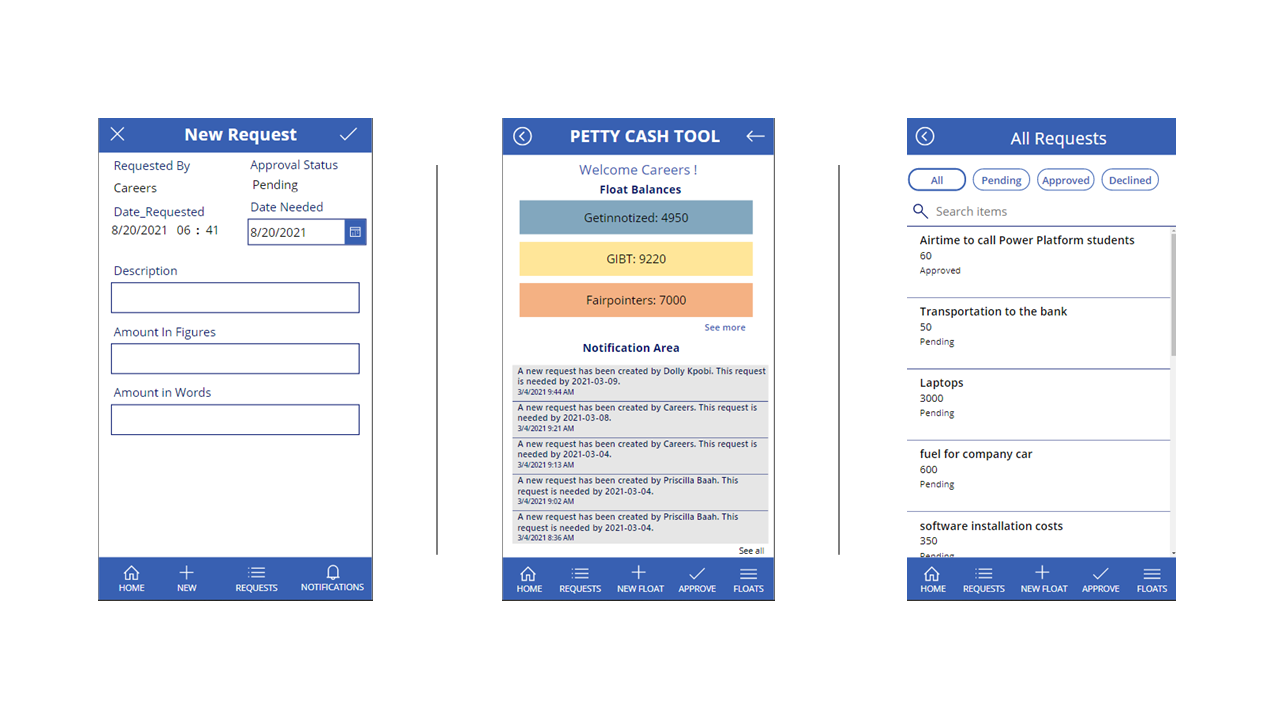 New Request
Requested By
Approval Status
Careers
Pending
Date_Requested
Date Needed
8/20/2021 06 : 41
8/20/2021
Description
Amount In Figures
Amount in Words
HOME
NEW
REQUESTS
NOTIFICATIONS
PETTY CASH TOOL
Welcome Careers !
Float Balances
Getinnotized: 4950
GIBT: 9220
Fairpointers: 7000
See more
Notification Area
A new request has been created by Dolly Kpobi. This request
is needed by 2021-03-09.
3/4/2021 9:44 AM
A new request has been created by Careers. This request is
needed by 2021-03-08.
3/4/2021 9:21 AM
A new request has been created by Careers. This request is
needed by 2021-03-04.
3/4/2021 9:13 AM
A new request has been created by Priscilla Baah. This
request is needed by 2021-03-04.
3/4/2021 9:02 AM
A new request has been created by Priscilla Baah. This
request is needed by 2021-03-04.
3/4/2021 8:36 AM
See all
HOME
REQUESTS
NEW FLOAT
APPROVE
FLOATS
All Requests
All
Pending
Approved
Declined
Search items
Airtime to call Power Platform students
60
Approved
Transportation to the bank
50
Pending
Laptops
3000
Pending
fuel for company car
600
Pending
software installation costs
350
Pending
HOME
REQUESTS
NEW FLOAT
APPROVE
FLOATS